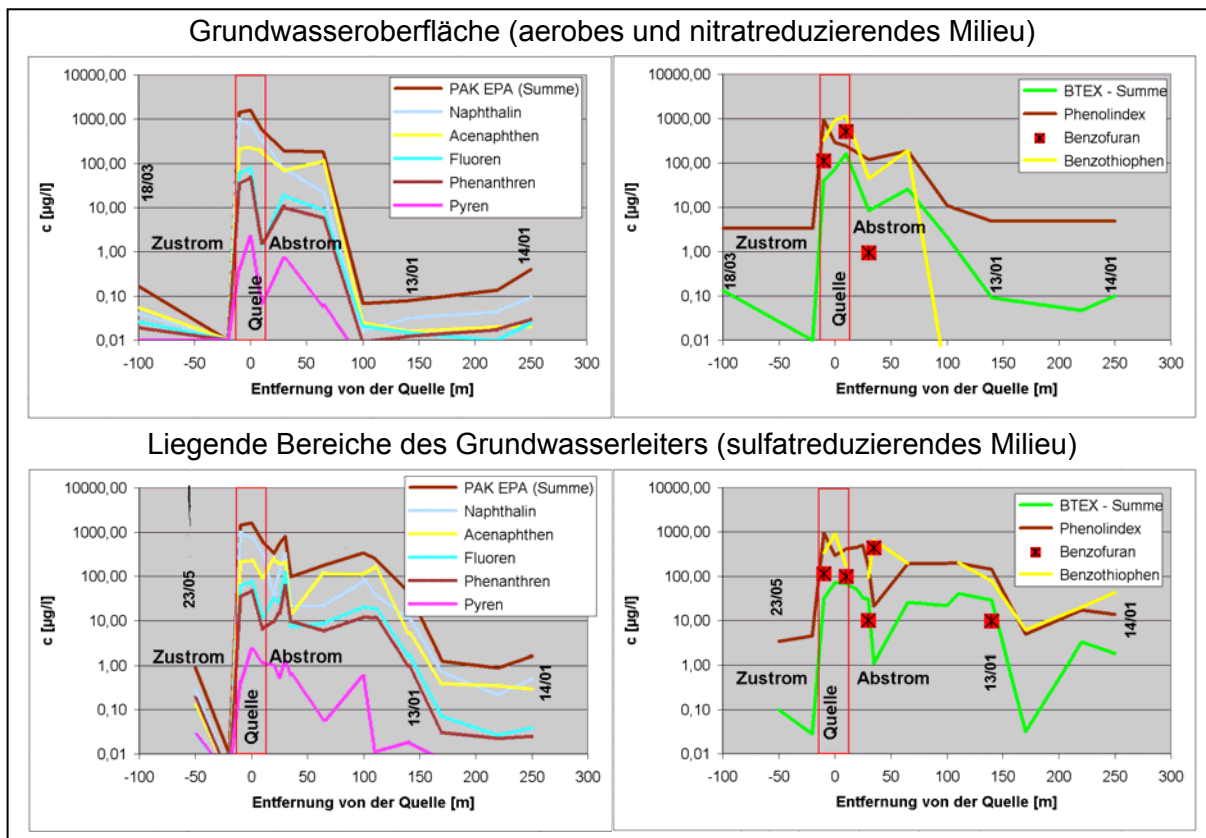 Grundwasseroberfläche (aerobes und nitratreduzierendes Milieu)
10000,00
1000,00
100,00
10,00
1,00
0,10
0,01
c [µg/l]
-100
-50
0
50
100
150
200
250
300
Entfernung von der Quelle [m]
18/03
Zustrom
Quelle
Abstrom
13/01
14/01
PAK EPA (Summe)
Naphthalin
Acenaphthen
Fluoren
Phenanthren
Pyren
10000,00
1000,00
100,00
10,00
1,00
0,10
0,01
c [µg/l]
-100
-50
0
50
100
150
200
250
300
Entfernung von der Quelle [m]
18/03
Zustrom
Quelle
Abstrom
13/01
14/01
BTEX - Summe
Phenolindex
Benzofuran
Benzothiophen
Liegende Bereiche des Grundwasserleiters (sulfatreduzierendes Milieu)
10000,00
1000,00
100,00
10,00
1,00
0,10
0,01
c [µg/l]
-100
-50
0
50
100
150
200
250
300
Entfernung von der Quelle [m]
23/05
Zustrom
Quelle
Abstrom
13/01
14/01
PAK EPA (Summe)
Naphthalin
Acenaphthen
Fluoren
Phenanthren
Pyren
10000,00
1000,00
100,00
10,00
1,00
0,10
0,01
c [µg/l]
-100
-50
0
50
100
150
200
250
300
Entfernung von der Quelle [m]
23/05
Zustrom
Quelle
Abstrom
13/01
14/01
BTEX - Summe
Phenolindex
Benzofuran
Benzothiophen